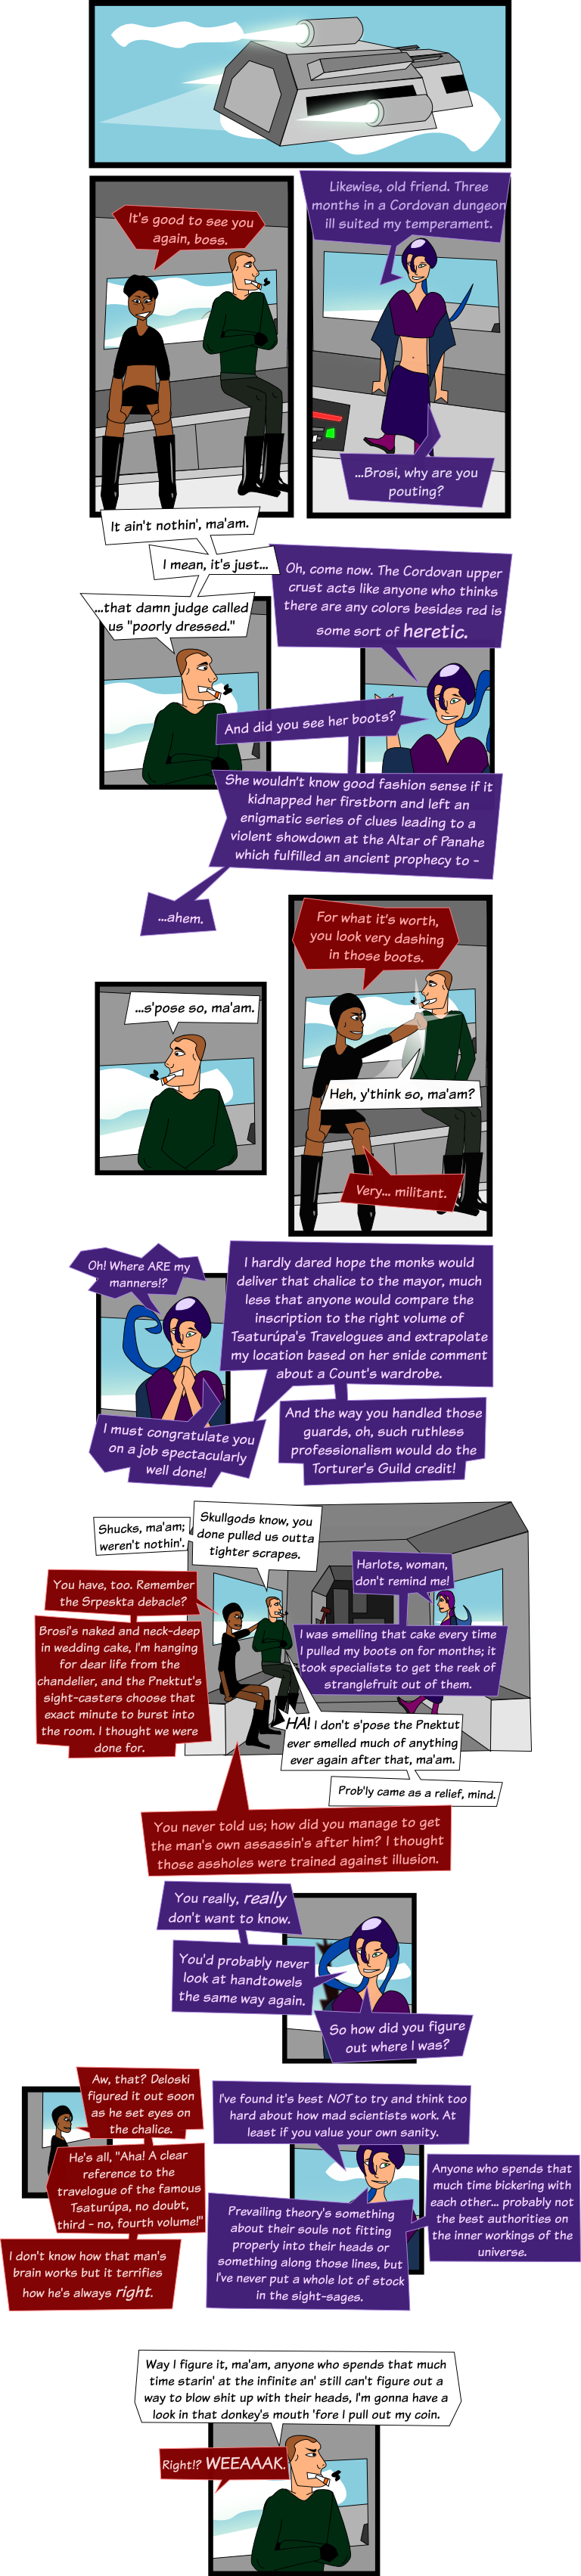 It's good to see you
again, boss.
Likewise, old friend. Three
months in a Cordovan dungeon
ill suited my temperament.
...Brosi, why are you
pouting?
It ain't nothin', ma'am.
I mean, it's just...
...that damn judge called
us "poorly dressed."
Oh, come now. The Cordovan upper
crust acts like anyone who thinks
there are any colors besides red is
some sort of heretic.
And did you see her boots?
She wouldn't know good fashion sense if it
kidnapped her firstborn and left an
enigmatic series of clues leading to a
violent showdown at the Altar of Panahe
which fulfilled an ancient prophecy to -
...ahem.
...s'pose so, ma'am.
For what it's worth,
you look very dashing
in those boots.
Heh, y'think so, ma'am?
Very... militant.
Oh! Where ARE my
manners!?
I must congratulate you
on a job spectacularly
well done!
I hardly dared hope the monks would
deliver that chalice to the mayor, much
less that anyone would compare the
inscription to the right volume of
Tsaturúpa's Travelogues and extrapolate
my location based on her snide comment
about a Count's wardrobe.
And the way you handled those
guards, oh, such ruthless
professionalism would do the
Torturer's Guild credit!
Shucks, ma'am;
weren't nothin'.
Skullgods know, you
done pulled us outta
tighter scrapes.
You have, too. Remember
the Srpeskta debacle?
Brosi's naked and neck-deep
in wedding cake, I'm hanging
for dear life from the
chandelier, and the Pnektut's
sight-casters choose that
exact minute to burst into
the room. I thought we were
done for.
Harlots, woman,
don't remind me!
I was smelling that cake every time
I pulled my boots on for months; it
took specialists to get the reek of
stranglefruit out of them.
HA! I don't s'pose the Pnektut
ever smelled much of anything
ever again after that, ma'am.
Prob'ly came as a relief, mind.
You never told us; how did you manage to get
the man's own assassin's after him? I thought
those assholes were trained against illusion.
You really, really
don't want to know.
You'd probably never
look at handtowels
the same way again.
So how did you figure
out where I was?
Aw, that? Deloski
figured it out soon
as he set eyes on
the chalice.
He's all, "Aha! A clear
reference to the
travelogue of the famous
Tsaturúpa, no doubt,
third - no, fourth volume!"
I don't know how that man's
brain works but it terrifies
how he's always right.
I've found it's best NOT to try and think too
hard about how mad scientists work. At
least if you value your own sanity.
Prevailing theory's something
about their souls not fitting
properly into their heads or
something along those lines, but
I've never put a whole lot of stock
in the sight-sages.
Anyone who spends that
much time bickering with
each other... probably not
the best authorities on
the inner workings of the
universe.
Way I figure it, ma'am, anyone who spends that much
time starin' at the infinite an' still can't figure out a
way to blow shit up with their heads, I'm gonna have a
look in that donkey's mouth 'fore I pull out my coin.
Right!? WEEAAAK.